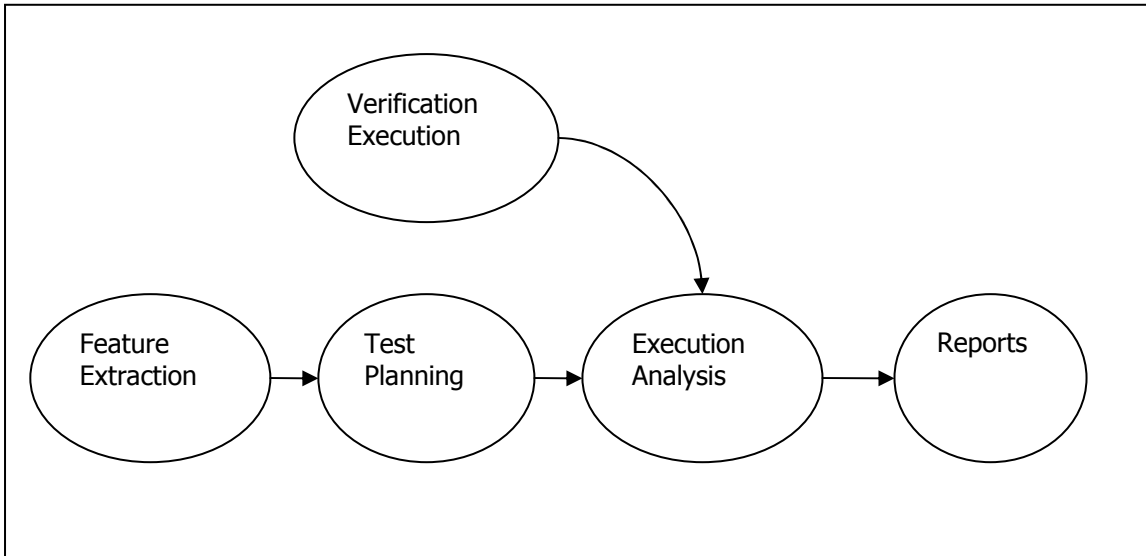 Verification
Execution
Feature
Extraction
Test
Planning
Execution
Analysis
Reports